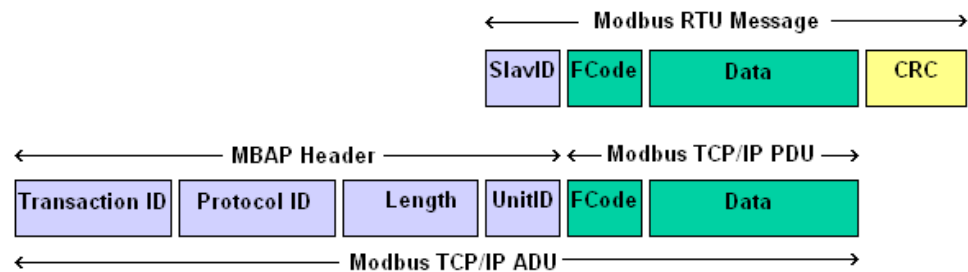 Modbus RTU Message
SlavID FCode Data CRC
MBAP Header Modbus TCP/IP PDU
Transaction ID Protocol ID Length UnitID FCode Data
Modbus TCP/IP ADU